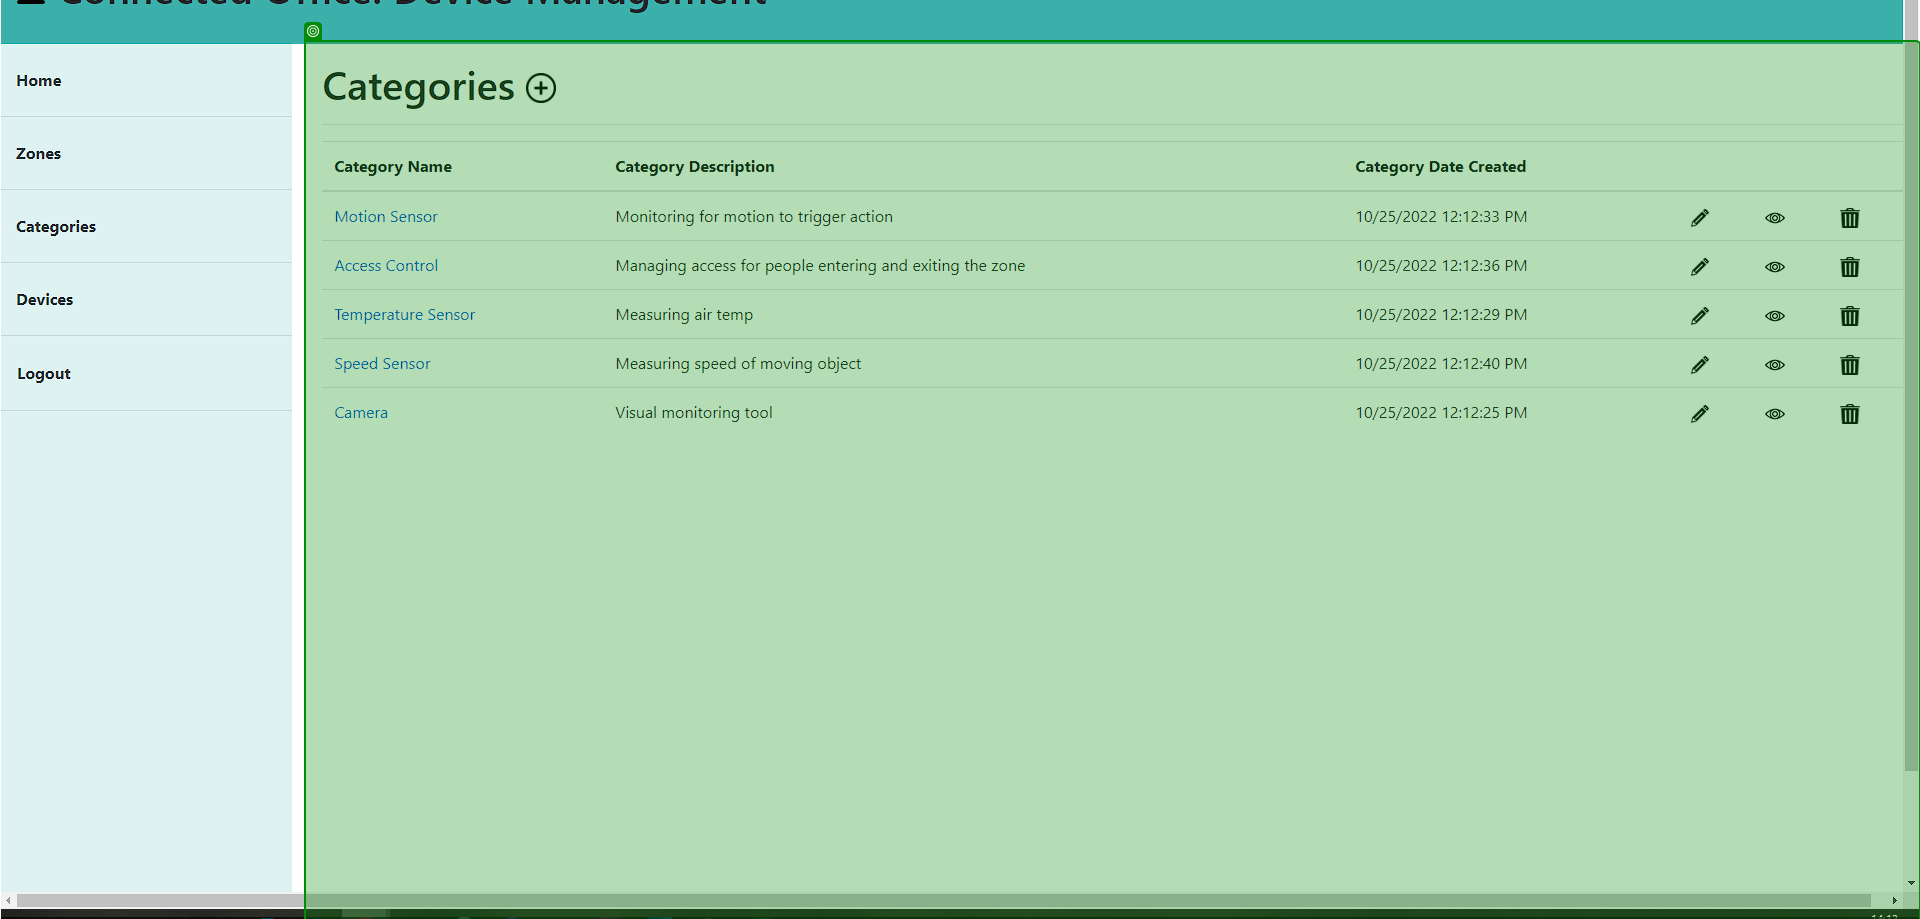 Connected Office: Device Management
Home
Zones
Categories
Devices
Logout
Categories
Category Name Category Description Category Date Created
Motion Sensor Monitoring for motion to trigger action 10/25/2022 12:12:33 PM
Access Control Managing access for people entering and exiting the zone 10/25/2022 12:12:36 PM
Temperature Sensor Measuring air temp 10/25/2022 12:12:29 PM
Speed Sensor Measuring speed of moving object 10/25/2022 12:12:40 PM
Camera Visual monitoring tool 10/25/2022 12:12:25 PM